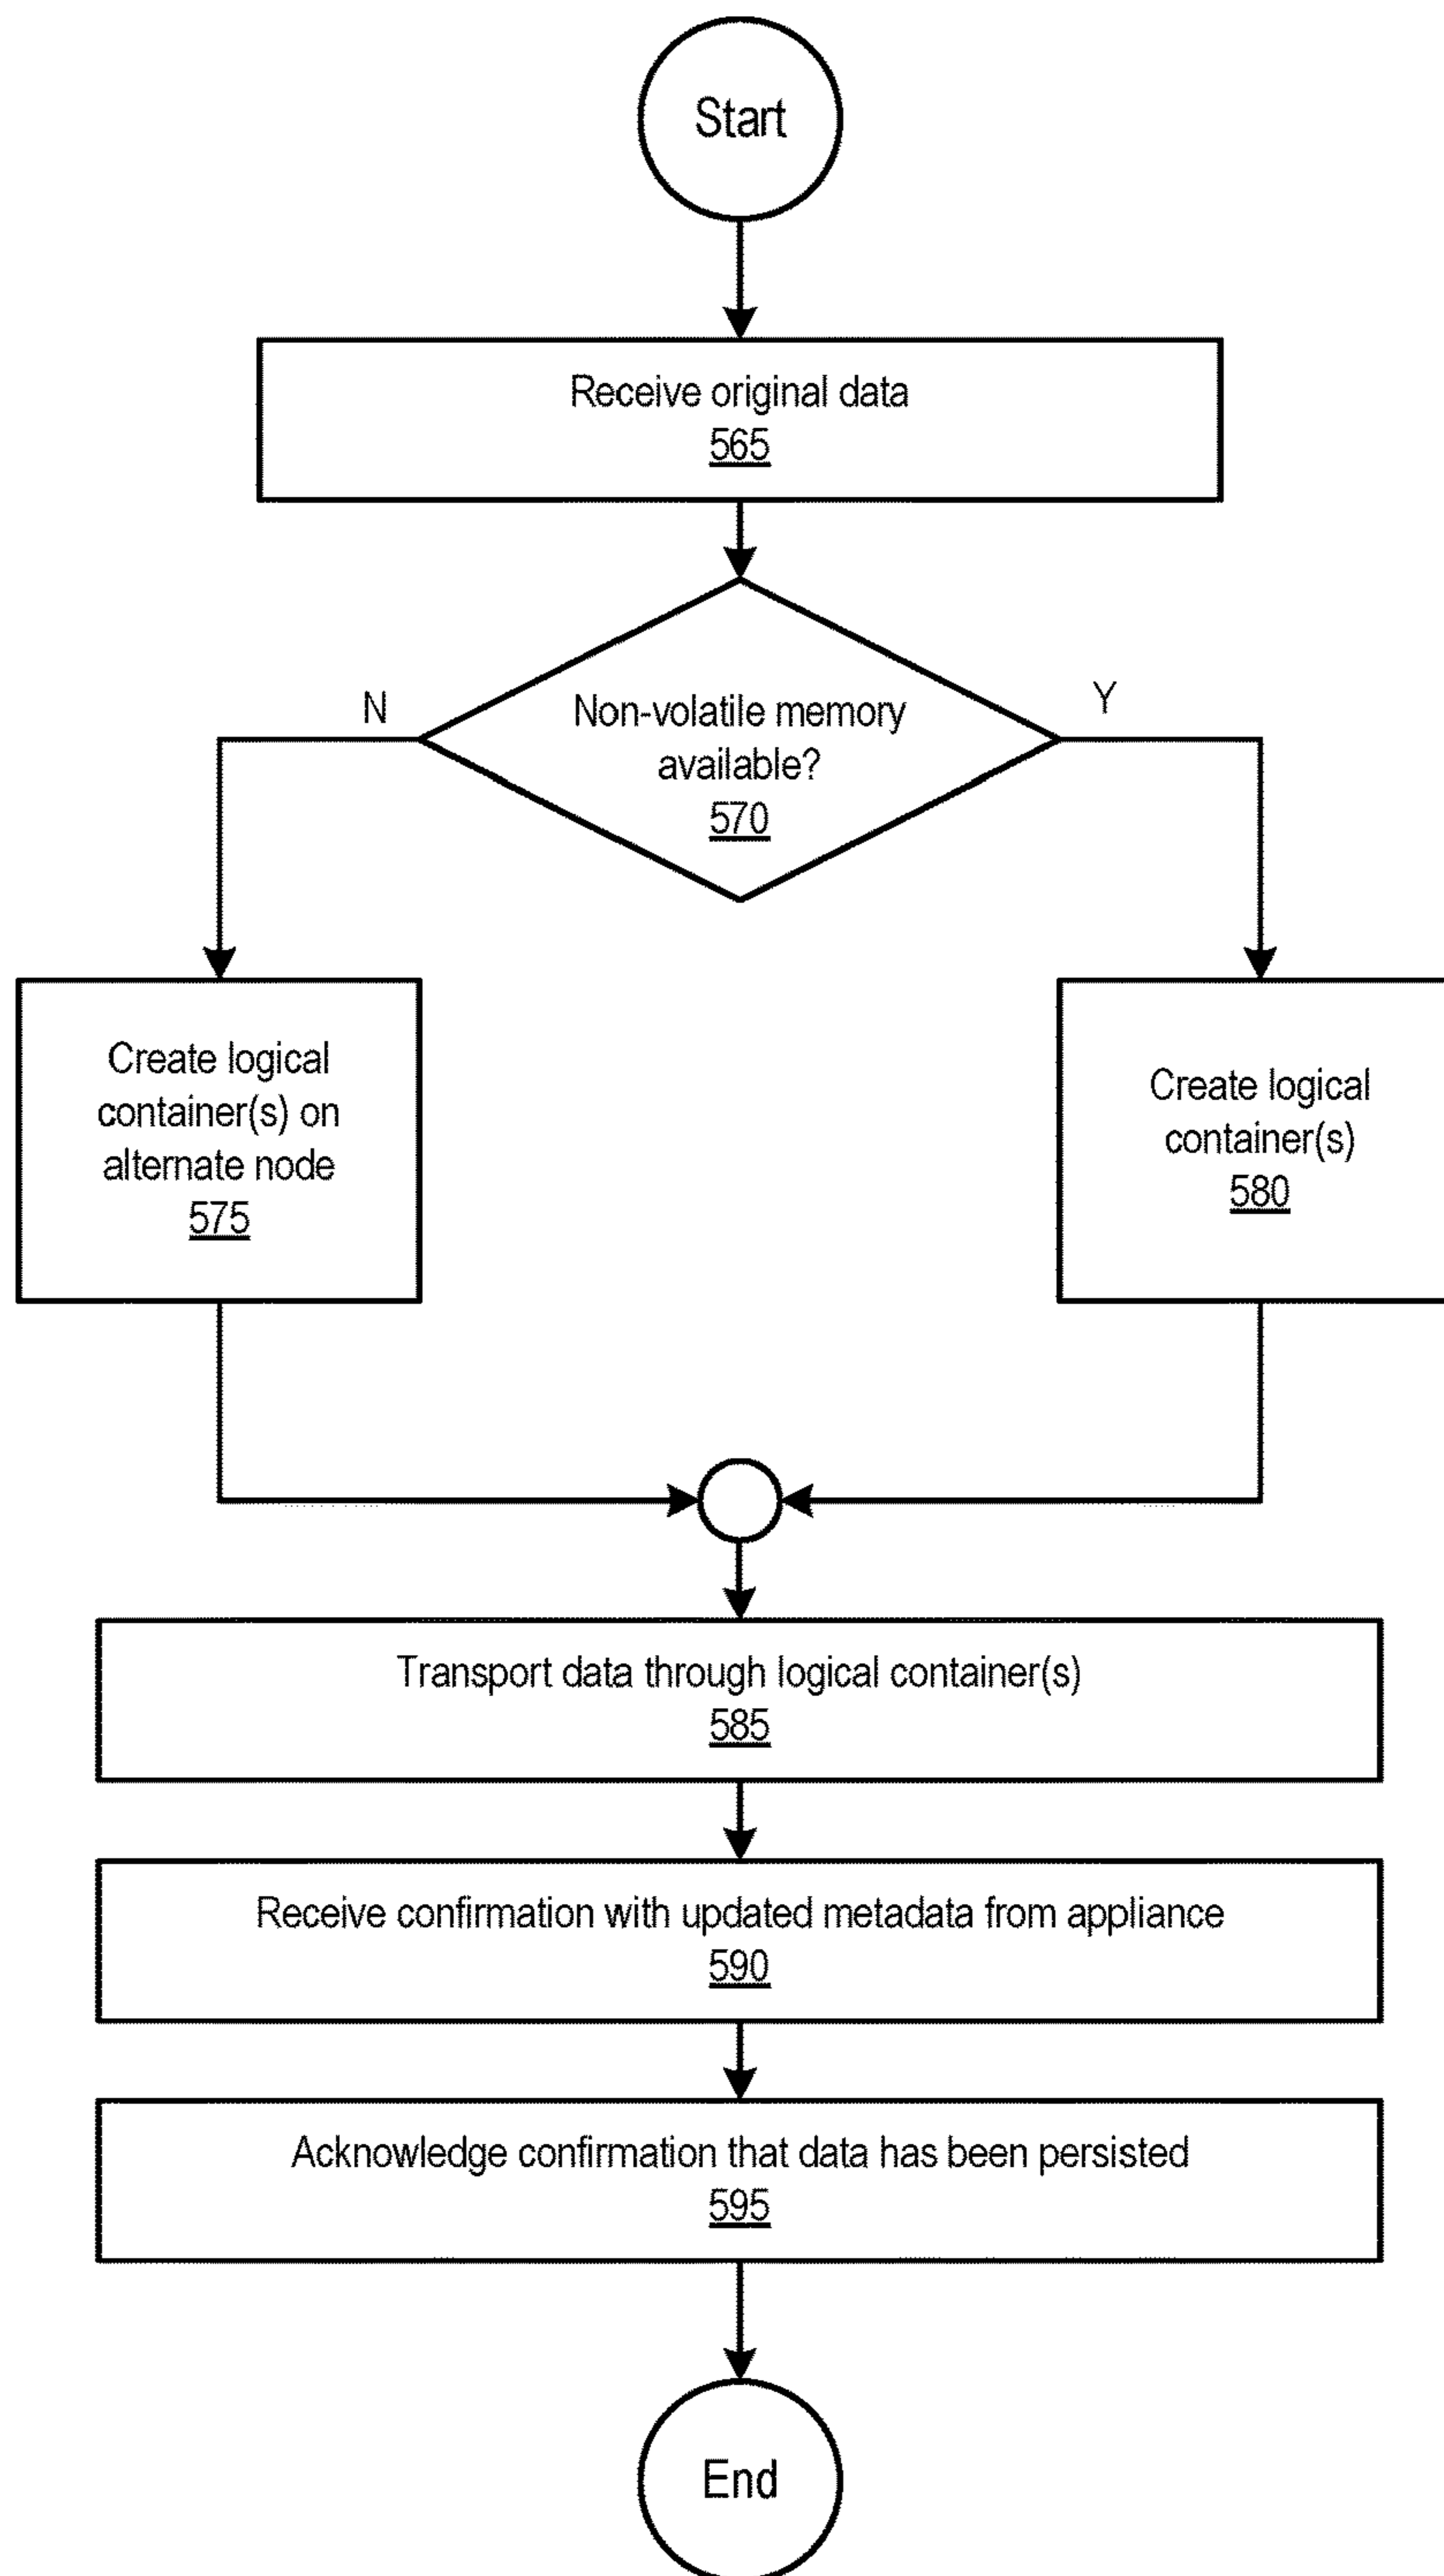 Start
Receive original data
565
N
Y
Non-volatile memory
available?
570
Create logical
container(s) on
alternate node
575
Create logical
container(s)
580
Transport data through logical container(s)
585
Receive confirmation with updated metadata from appliance
590
Acknowledge confirmation that data has been persisted
595
End